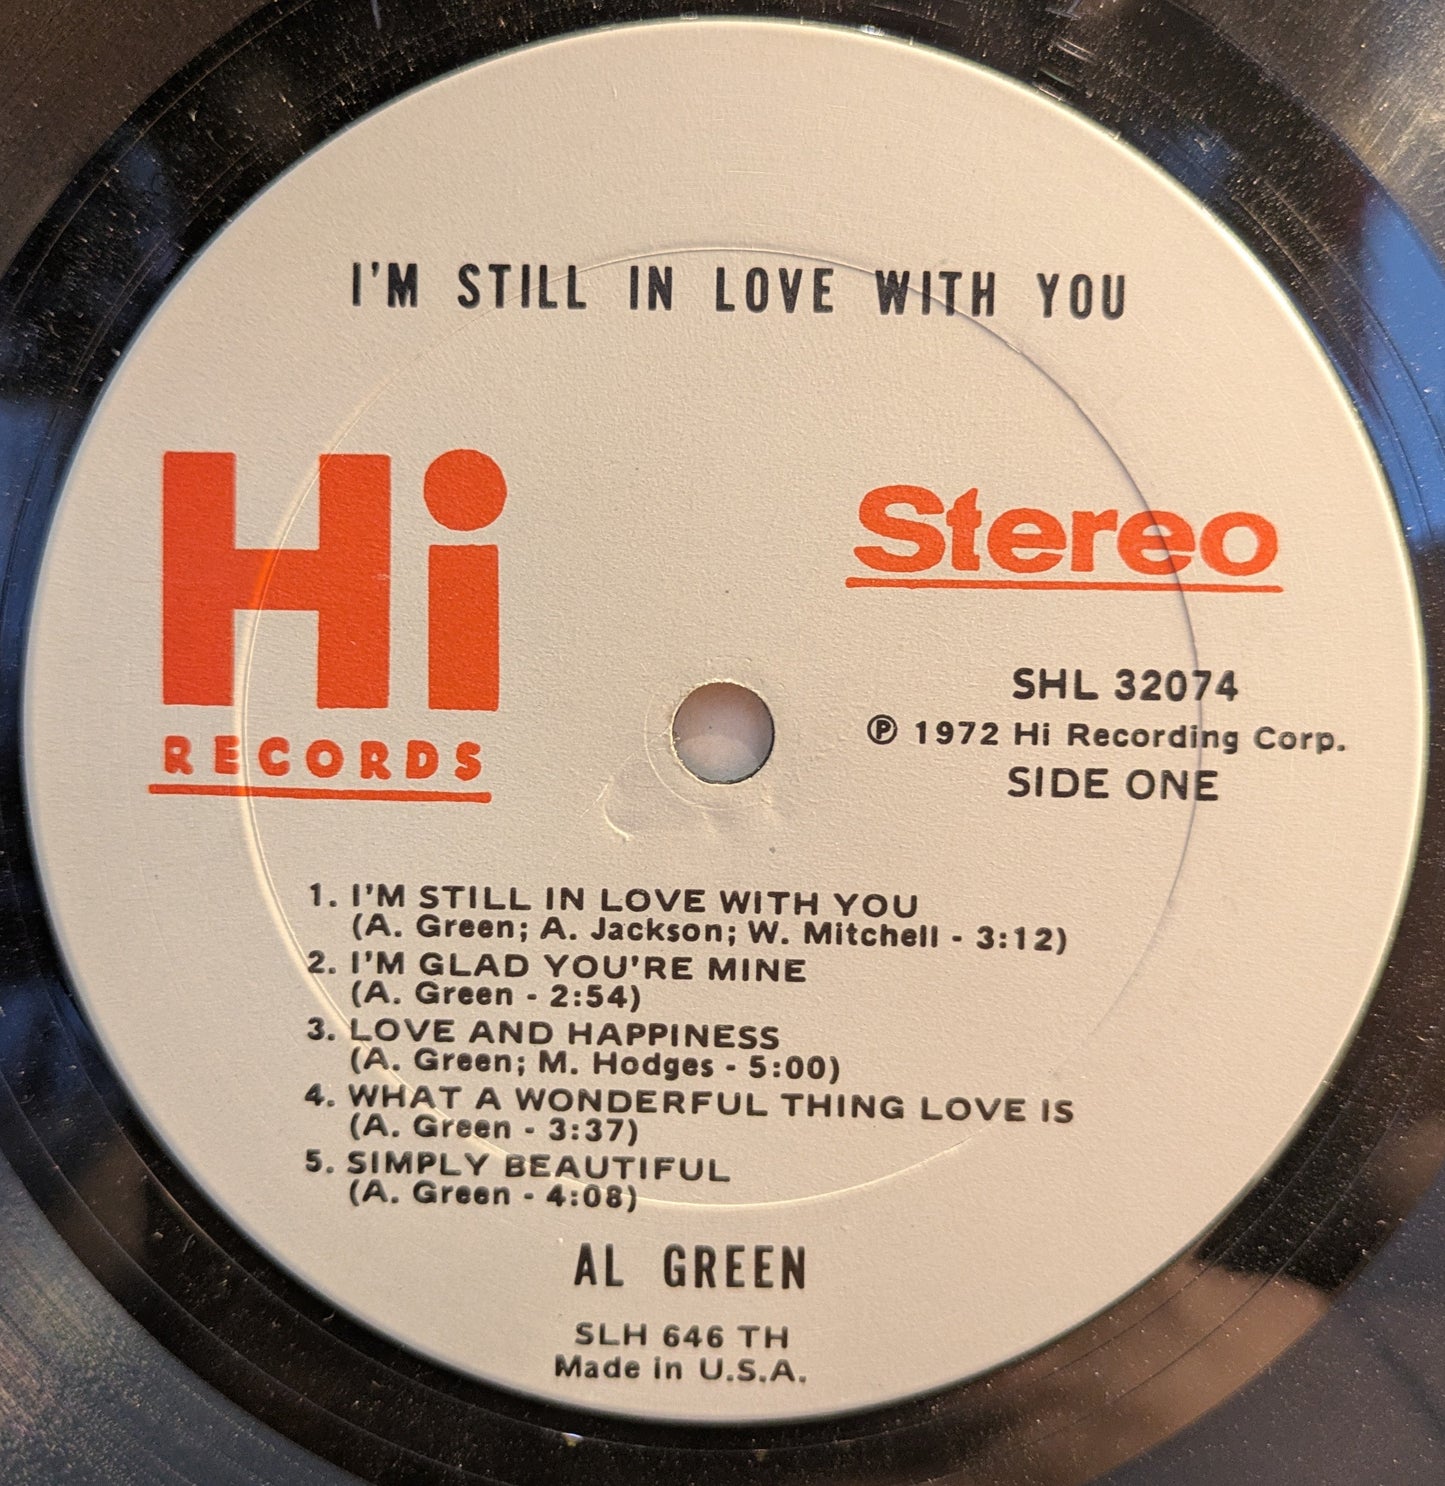 I'M STILL IN LOVE WITH YOU
Hi
RECORDS
Stereo
SHL 32074
℗ 1972 Hi Recording Corp.
SIDE ONE
1. I'M STILL IN LOVE WITH YOU
(A. Green; A. Jackson; W. Mitchell - 3:12)
2. I'M GLAD YOU'RE MINE
(A. Green - 2:54)
3. LOVE AND HAPPINESS
(A. Green; M. Hodges - 5:00)
4. WHAT A WONDERFUL THING LOVE IS
(A. Green - 3:37)
5. SIMPLY BEAUTIFUL
(A. Green - 4:08)
AL GREEN
SLH 646 TH
Made in U.S.A.